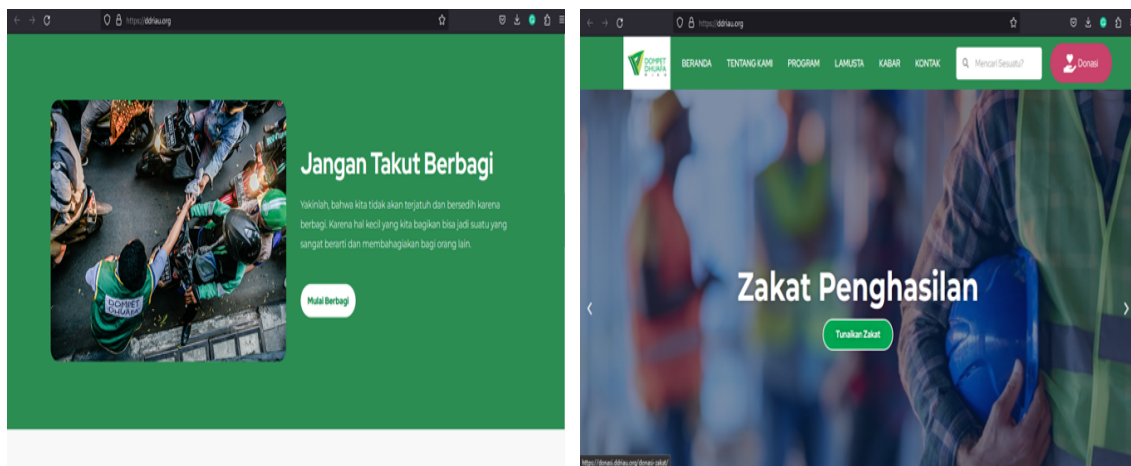 https://ddriau.org
Jangan Takut Berbagi
Yakinlah, bahwa kita tidak akan terjatuh dan bersedih karena
berbagi. Karena hal kecil yang kita bagikan bisa jadi suatu yang
sangat berarti dan membahagiakan bagi orang lain.
Mulai Berbagi
DOMPET
DHUAFA
https://ddriau.org
DOMPET
DHUAFA
RIAU
BERANDA TENTANG KAMI PROGRAM LAMUSTA KABAR KONTAK
Mencari Sesuatu?
Donasi
Zakat Penghasilan
Tunaikan Zakat
https://donasi.ddriau.org/donasi-zakat/